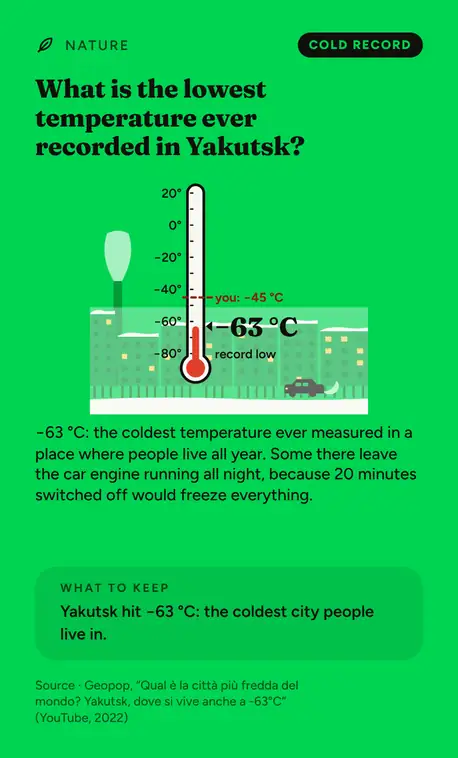 NATURE
COLD RECORD
What is the lowest
temperature ever
recorded in Yakutsk?
20°
0°
−20°
−40°
you: −45 °C
−60°
−63 °C
−80°
record low
−63 °C: the coldest temperature ever measured in a
place where people live all year. Some there leave
the car engine running all night, because 20 minutes
switched off would freeze everything.
WHAT TO KEEP
Yakutsk hit −63 °C: the coldest city people
live in.
Source · Geopop, “Qual è la città più fredda del
mondo? Yakutsk, dove si vive anche a -63°C”
(YouTube, 2022)